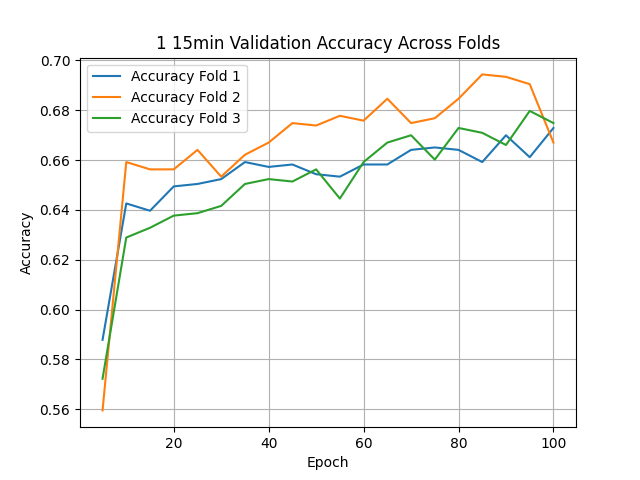 1 15min Validation Accuracy Across Folds
Accuracy Fold 1
Accuracy Fold 2
Accuracy Fold 3
0.70
0.68
0.66
0.64
0.62
0.60
0.58
0.56
Accuracy
20 40 60 80 100
Epoch